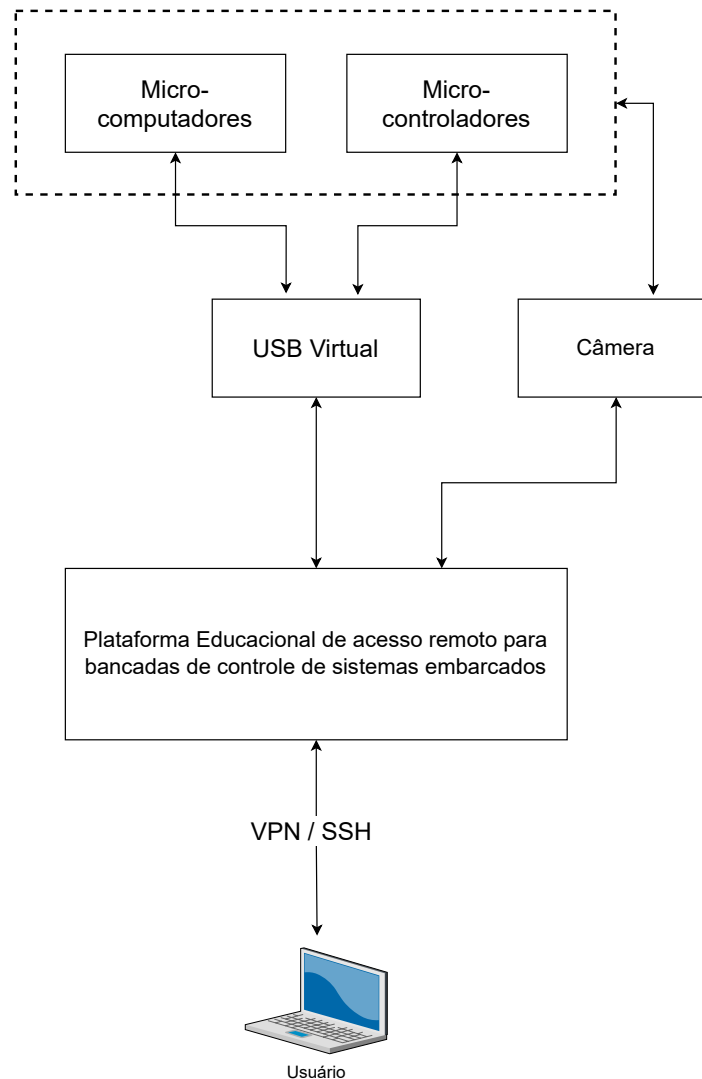 Micro-
computadores
Micro-
controladores
USB Virtual
Câmera
Plataforma Educacional de acesso remoto para
bancadas de controle de sistemas embarcados
VPN / SSH
Usuário